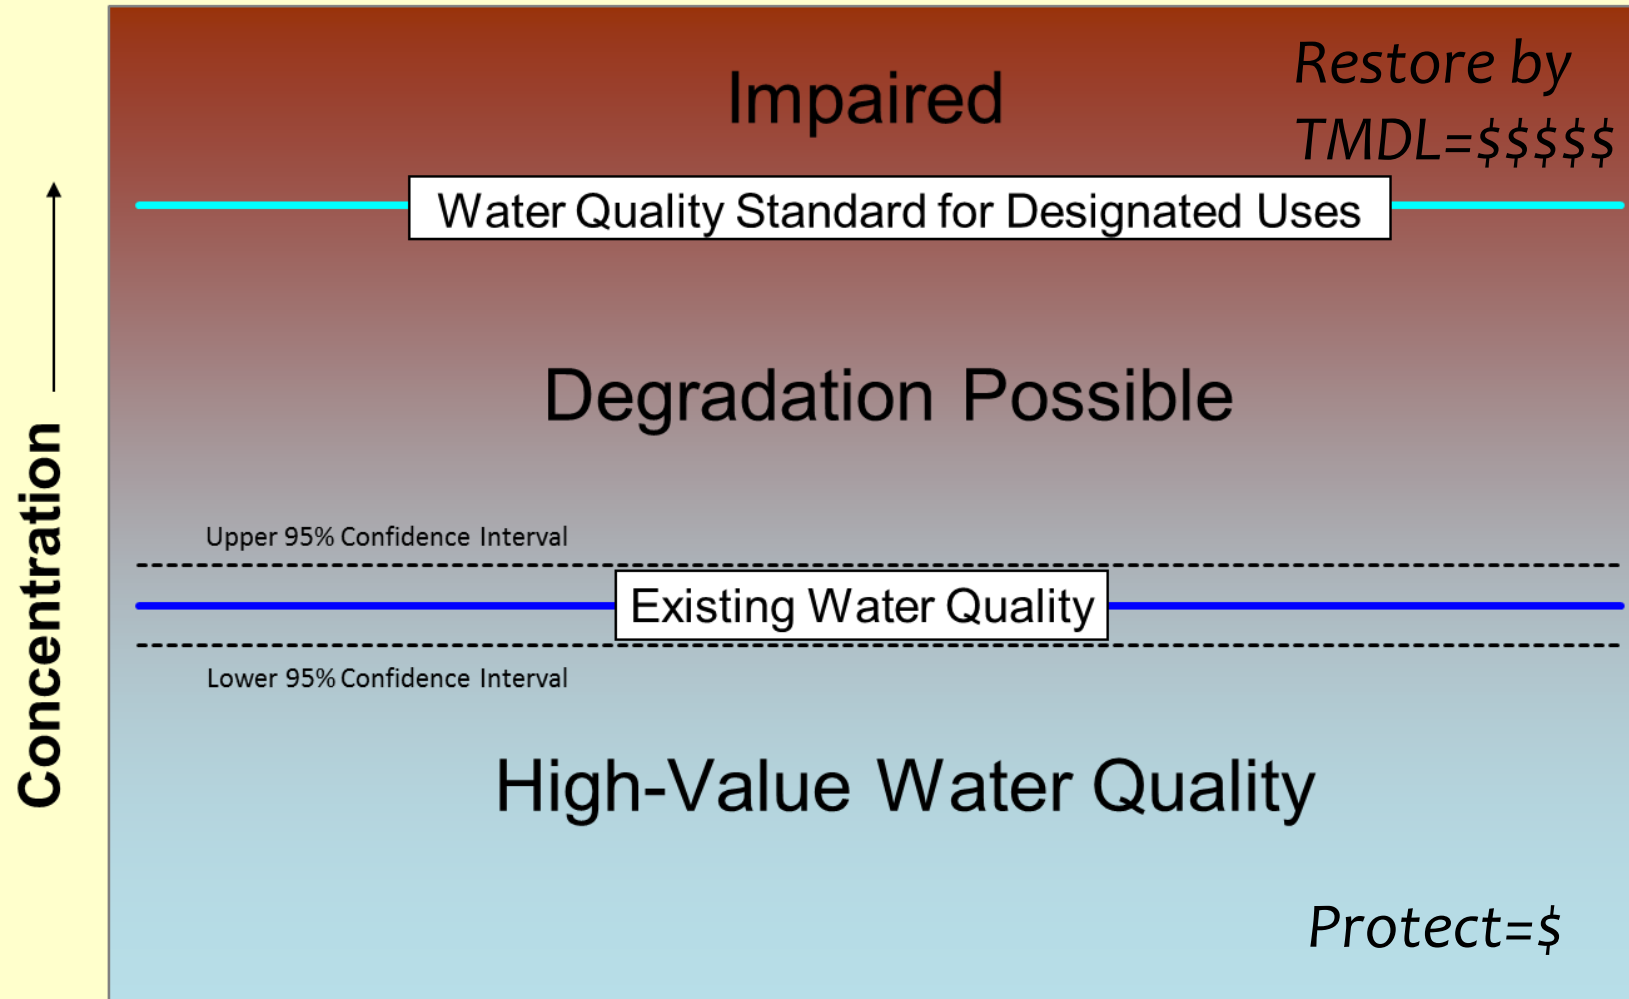 Impaired
Restore by
TMDL=$$$$$
Water Quality Standard for Designated Uses
Degradation Possible
Concentration
Upper 95% Confidence Interval
Existing Water Quality
Lower 95% Confidence Interval
High-Value Water Quality
Protect=$